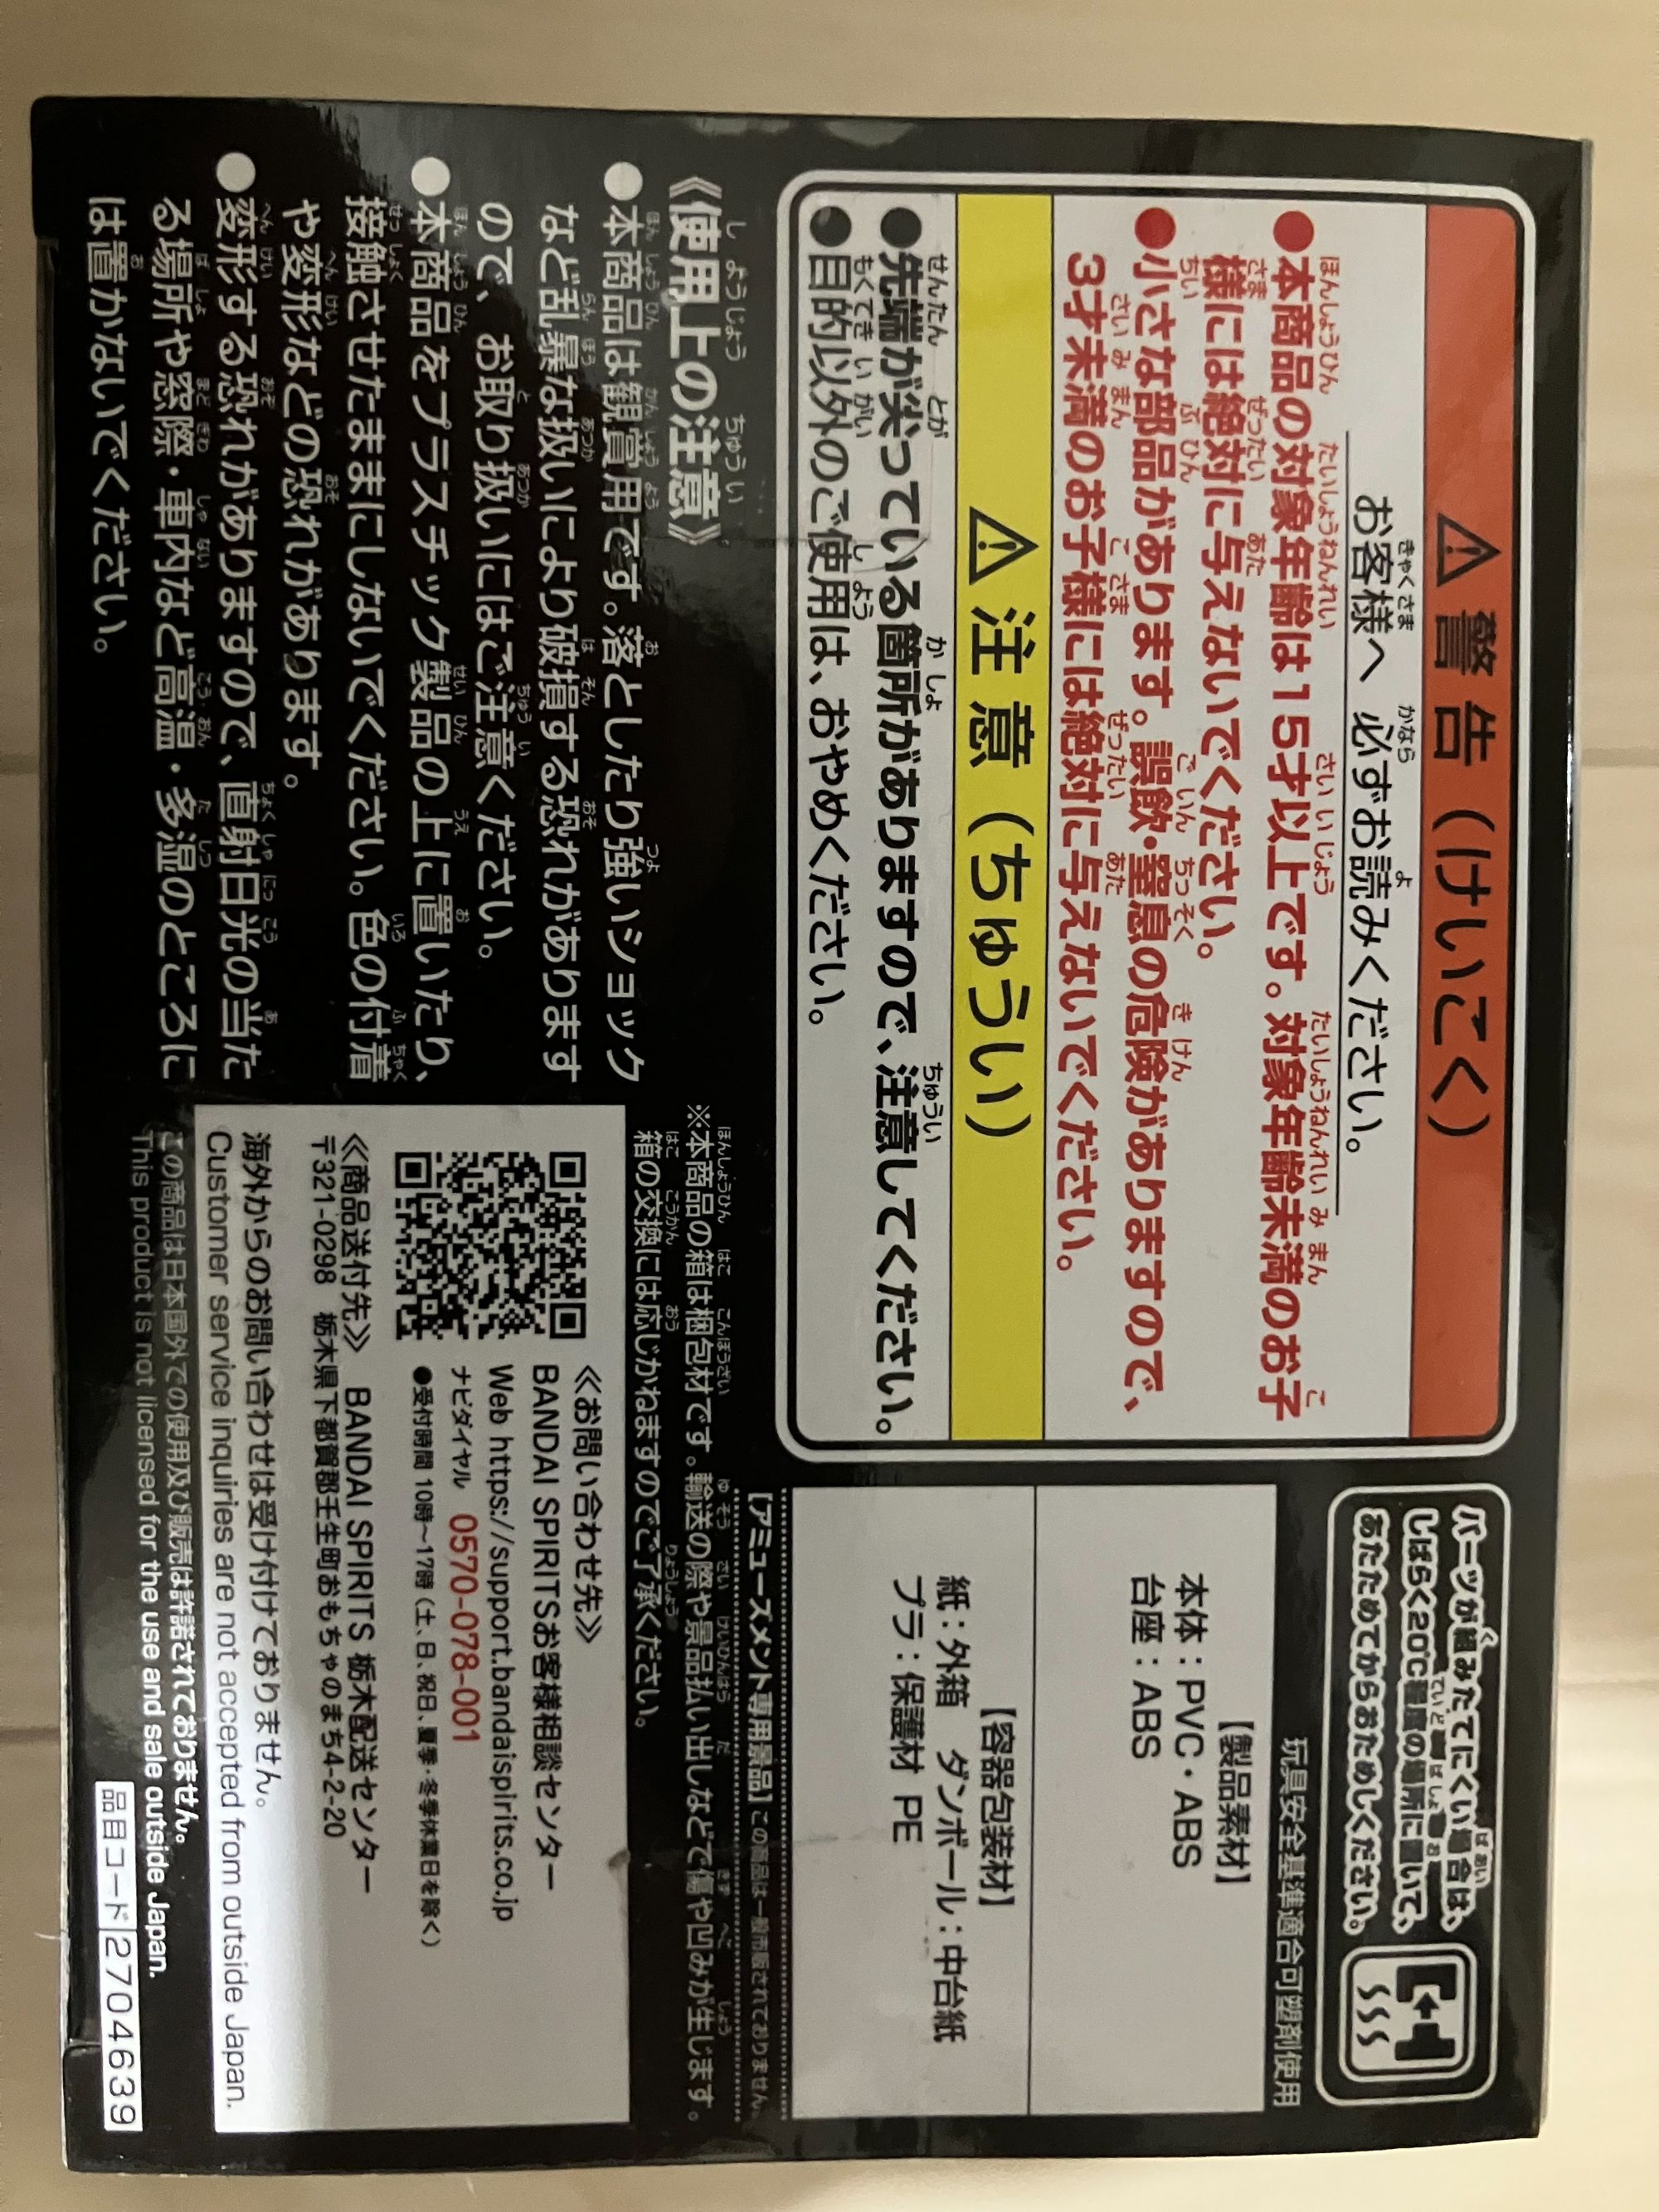 ⚠警告(けいこく)
お客様へ 必ずお読みください。
●本商品の対象年齢は15才以上です。対象年齢未満のお子
様には絶対に与えないでください。
●小さな部品があります。誤飲・窒息の危険がありますので、
3才未満のお子様には絶対に与えないでください。
⚠注意(ちゅうい)
●先端が尖っている箇所がありますので、注意してください。
●目的以外のご使用は、おやめください。
パーツが組みたてにくい場合は、
しばらく20℃程度の場所に置いて、
あたためてからおためしください。
玩具安全基準適合可塑剤使用
【製品素材】
本体：PVC・ABS
台座：ABS
【容器包装材】
紙：外箱 ダンボール：中台紙
プラ：保護材 PE
【アミューズメント専用景品】この商品は一般市販されておりません。
《使用上の注意》
●本商品は観賞用です。落としたり強いショック
など乱暴な扱いにより破損する恐れがあります
ので、お取り扱いにはご注意ください。
●本商品をプラスチック製品の上に置いたり、
接触させたままにしないでください。色の付着
や変形などの恐れがあります。
●変形する恐れがありますので、直射日光の当た
る場所や窓際・車内など高温・多湿のところに
は置かないでください。
※本商品の箱は梱包材です。輸送の際や景品払い出しなどで傷や凹みが生じます。
箱の交換には応じかねますのでご了承ください。
《お問い合わせ先》
BANDAI SPIRITSお客様相談センター
Web https://support.bandaispirits.co.jp
ナビダイヤル 0570-078-001
●受付時間 10時〜17時(土、日、祝日、夏季・冬季休業日を除く)
《商品送付先》 BANDAI SPIRITS 栃木配送センター
〒321-0298 栃木県下都賀郡壬生町おもちゃのまち4-2-20
海外からのお問い合わせは受け付けておりません。
Customer service inquiries are not accepted from outside Japan.
この商品は日本国外での使用及び販売は許諾されておりません。
This product is not licensed for the use and sale outside Japan.
品目コード 2704639